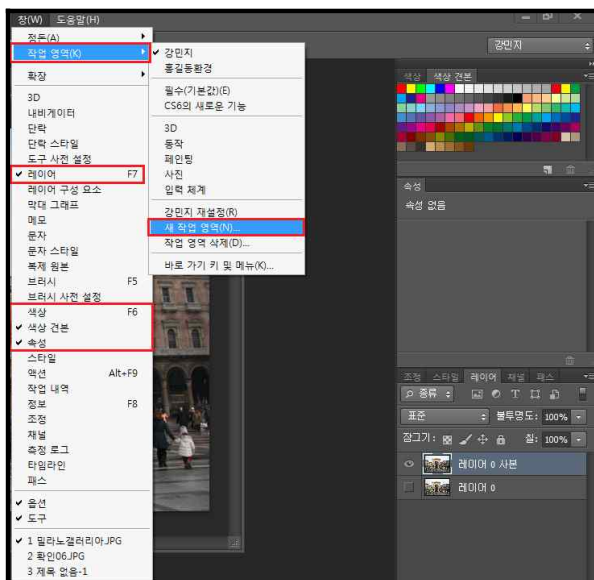 창(W) 도움말(H)
정돈(A)
작업 영역(K)
확장
3D
내비게이터
단락
단락 스타일
도구 사전 설정
레이어 F7
레이어 구성 요소
막대 그래프
메모
문자
문자 스타일
복제 원본
브러시 F5
브러시 사전 설정
색상 F6
색상 견본
속성
스타일
액션 Alt+F9
작업 내역
정보 F8
조정
채널
측정 로그
타임라인
패스
옵션
도구
1 밀라노갤러리아.JPG
2 확인06.JPG
3 제목 없음-1
강민지
홍길동환경
필수(기본값)(E)
CS6의 새로운 기능
3D
동작
페인팅
사진
입력 체계
강민지 재설정(R)
새 작업 영역(N)...
작업 영역 삭제(D)...
바로 가기 키 및 메뉴(K)...
강민지
색상 색상 견본
속성
속성 없음
조정 스타일 레이어 채널 패스
종류
표준 불투명도: 100%
잠그기: 칠: 100%
레이어 0 사본
레이어 0